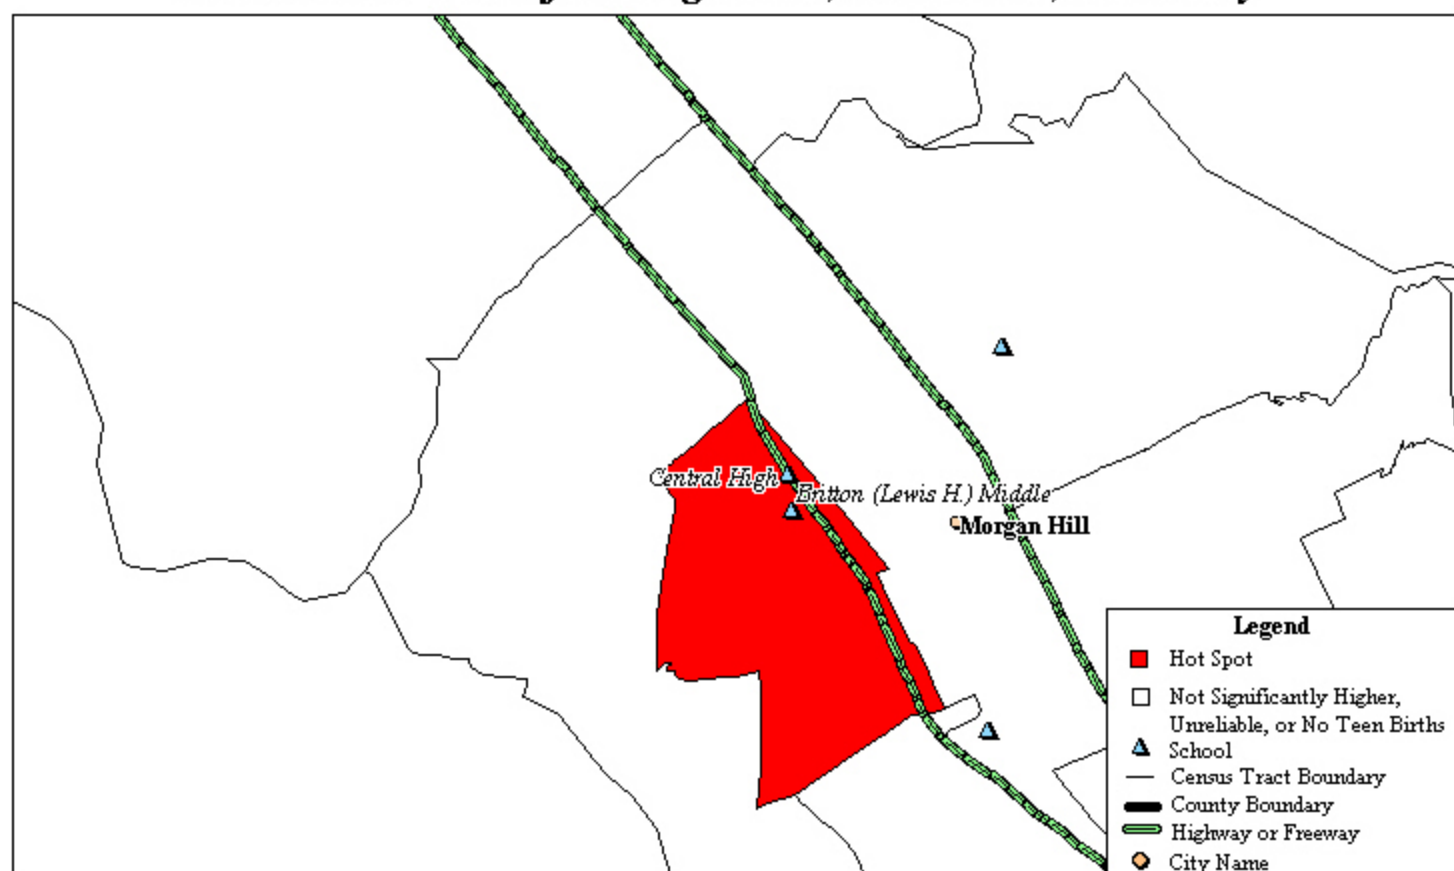 Central High
Britton (Lewis H.) Middle
Morgan Hill
Legend
Hot Spot
Not Significantly Higher,
Unreliable, or No Teen Births
School
Census Tract Boundary
County Boundary
Highway or Freeway
City Name